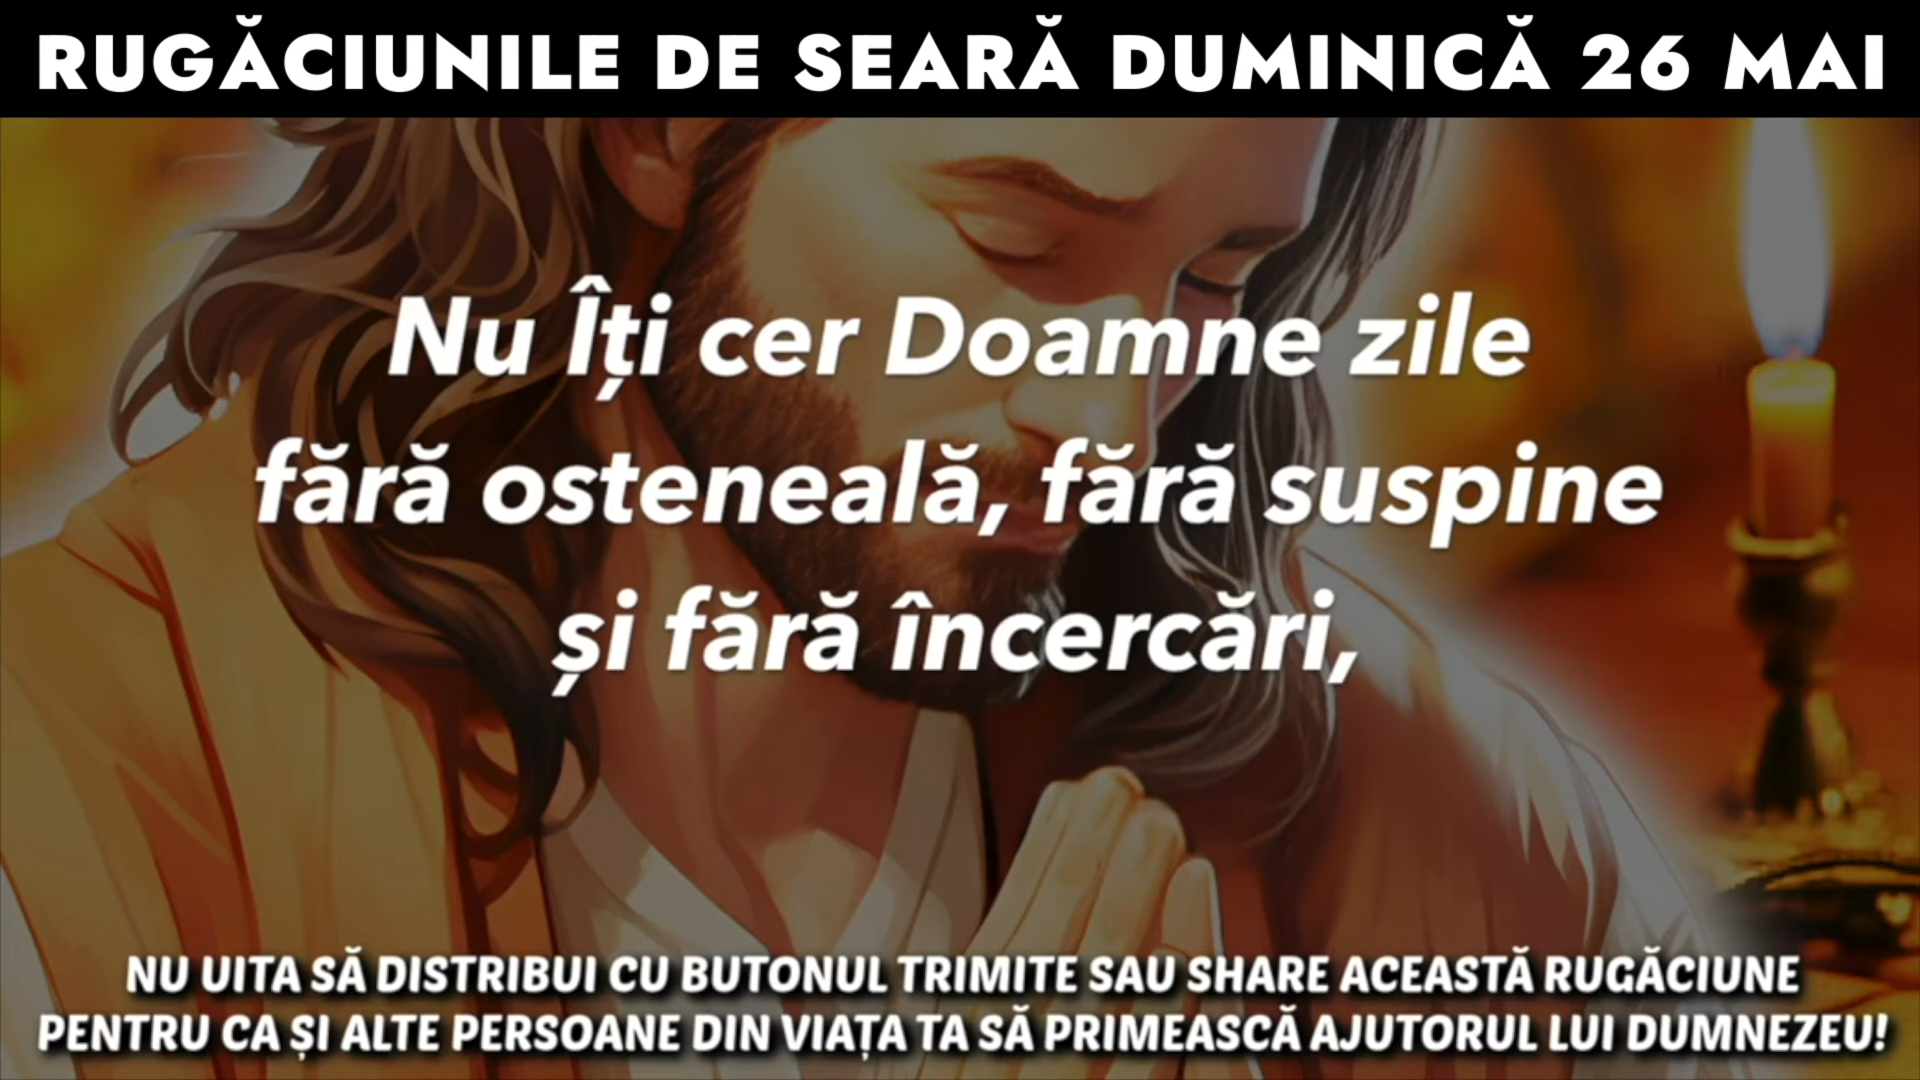 RUGĂCIUNILE DE SEARĂ DUMINICĂ 26 MAI
Nu Îți cer Doamne zile
fără osteneală, fără suspine
și fără încercări,
NU UITA SĂ DISTRIBUI CU BUTONUL TRIMITE SAU SHARE ACEASTĂ RUGĂCIUNE
PENTRU CA ȘI ALTE PERSOANE DIN VIAȚA TA SĂ PRIMEASCĂ AJUTORUL LUI DUMNEZEU!